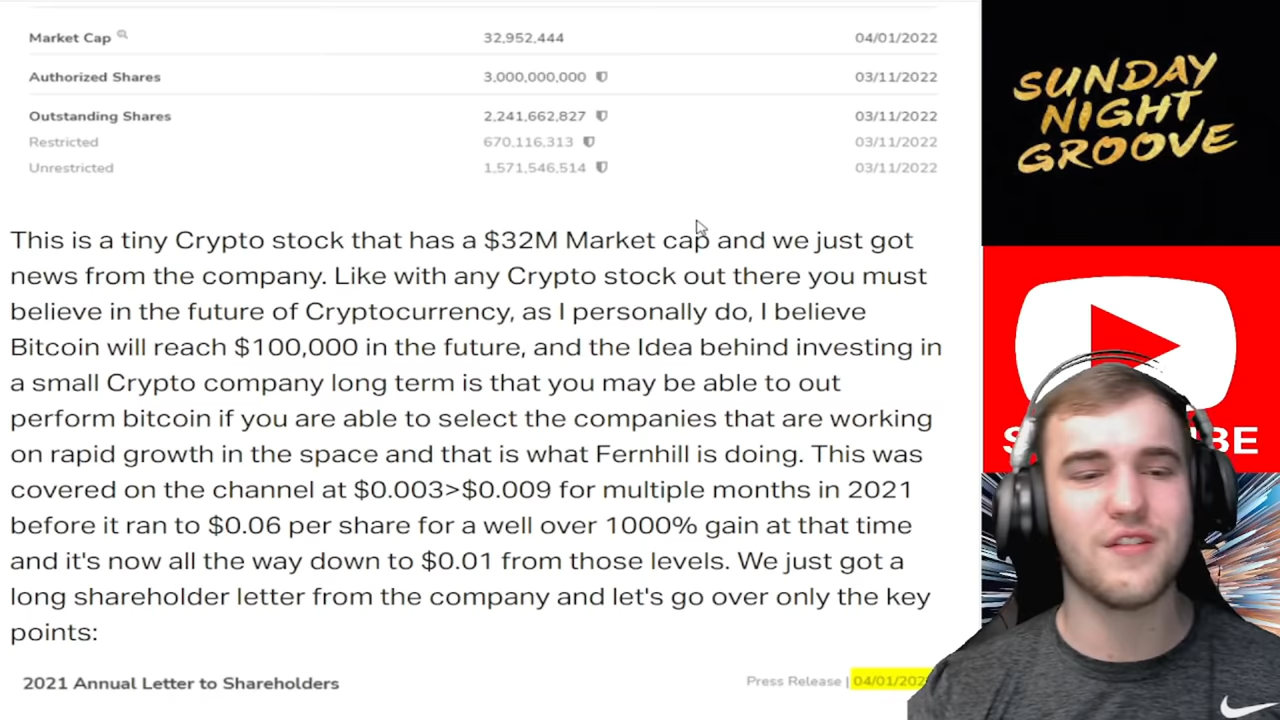 Market Cap 32,952,444 04/01/2022
Authorized Shares 3,000,000,000 03/11/2022
Outstanding Shares 2,241,662,827 03/11/2022
Restricted 670,116,313 03/11/2022
Unrestricted 1,571,546,514 03/11/2022
This is a tiny Crypto stock that has a $32M Market cap and we just got
news from the company. Like with any Crypto stock out there you must
believe in the future of Cryptocurrency, as I personally do, I believe
Bitcoin will reach $100,000 in the future, and the Idea behind investing in
a small Crypto company long term is that you may be able to out
perform bitcoin if you are able to select the companies that are working
on rapid growth in the space and that is what Fernhill is doing. This was
covered on the channel at $0.003>$0.009 for multiple months in 2021
before it ran to $0.06 per share for a well over 1000% gain at that time
and it's now all the way down to $0.01 from those levels. We just got a
long shareholder letter from the company and let's go over only the key
points:
2021 Annual Letter to Shareholders Press Release | 04/01/202
SUNDAY
NIGHT
GROOVE